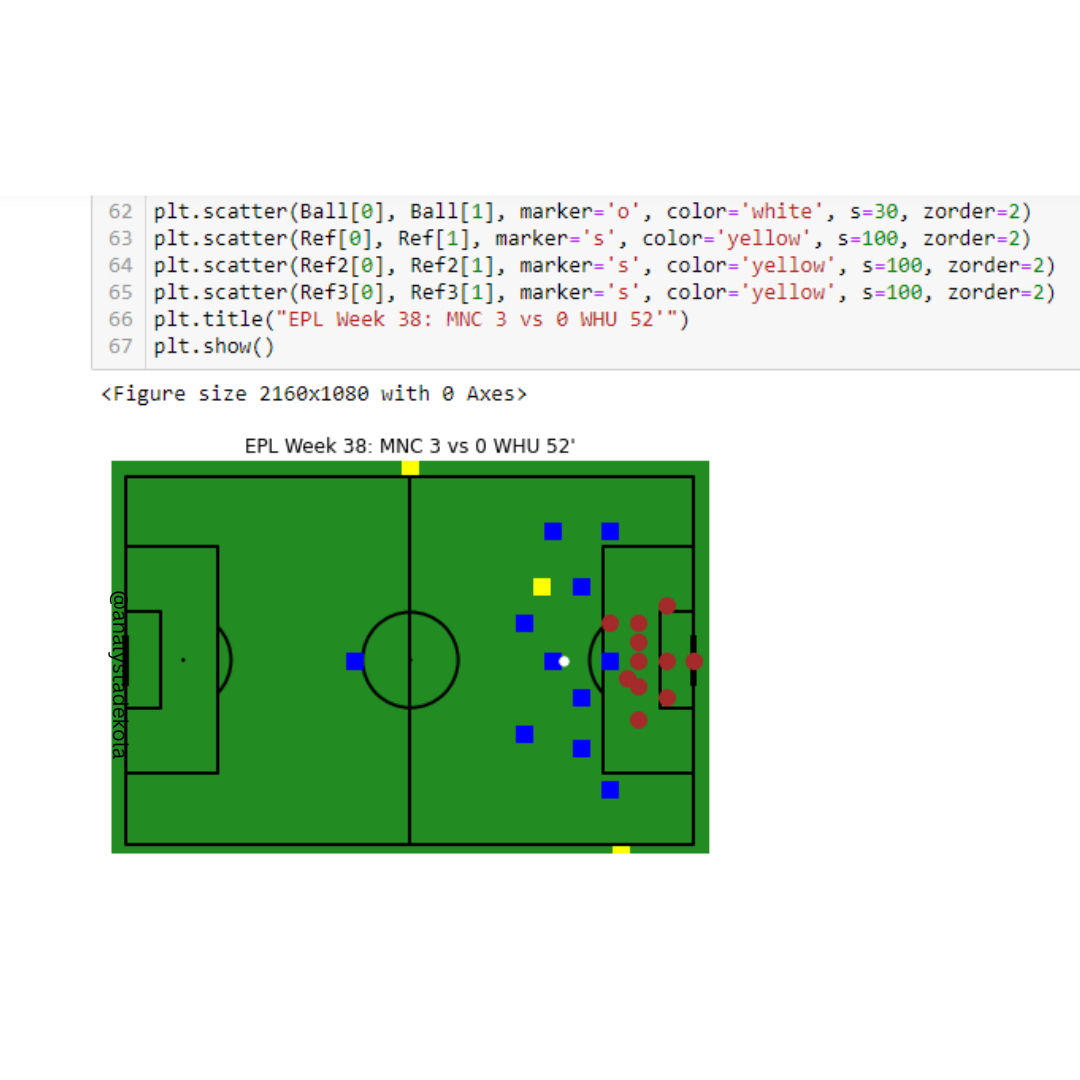 62 plt.scatter(Ball[0], Ball[1], marker='o', color='white', s=30, zorder=2)
63 plt.scatter(Ref[0], Ref[1], marker='s', color='yellow', s=100, zorder=2)
64 plt.scatter(Ref2[0], Ref2[1], marker='s', color='yellow', s=100, zorder=2)
65 plt.scatter(Ref3[0], Ref3[1], marker='s', color='yellow', s=100, zorder=2)
66 plt.title("EPL Week 38: MNC 3 vs 0 WHU 52'")
67 plt.show()
<Figure size 2160x1080 with 0 Axes>
EPL Week 38: MNC 3 vs 0 WHU 52'
@analystadekota